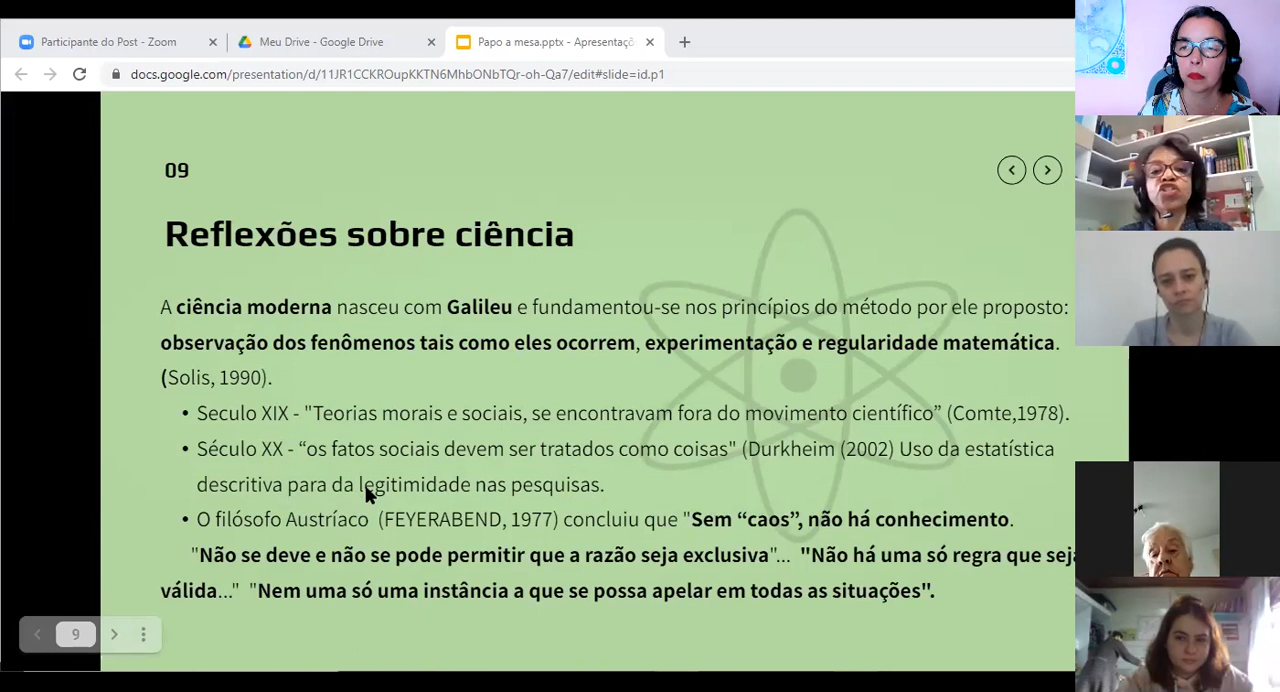 Participante do Post - Zoom
Meu Drive - Google Drive
Papo a mesa.pptx - Apresentaçõ
docs.google.com/presentation/d/11JR1CCKROupKKTN6MhbONbTQr-oh-Qa7/edit#slide=id.p1
09
Reflexões sobre ciência
A ciência moderna nasceu com Galileu e fundamentou-se nos princípios do método por ele proposto:
observação dos fenômenos tais como eles ocorrem, experimentação e regularidade matemática.
(Solis, 1990).
• Seculo XIX - "Teorias morais e sociais, se encontravam fora do movimento científico” (Comte,1978).
• Século XX - “os fatos sociais devem ser tratados como coisas" (Durkheim (2002) Uso da estatística
descritiva para da legitimidade nas pesquisas.
• O filósofo Austríaco (FEYERABEND, 1977) concluiu que "Sem “caos”, não há conhecimento.
"Não se deve e não se pode permitir que a razão seja exclusiva"... "Não há uma só regra que seja
válida..." "Nem uma só uma instância a que se possa apelar em todas as situações".
9